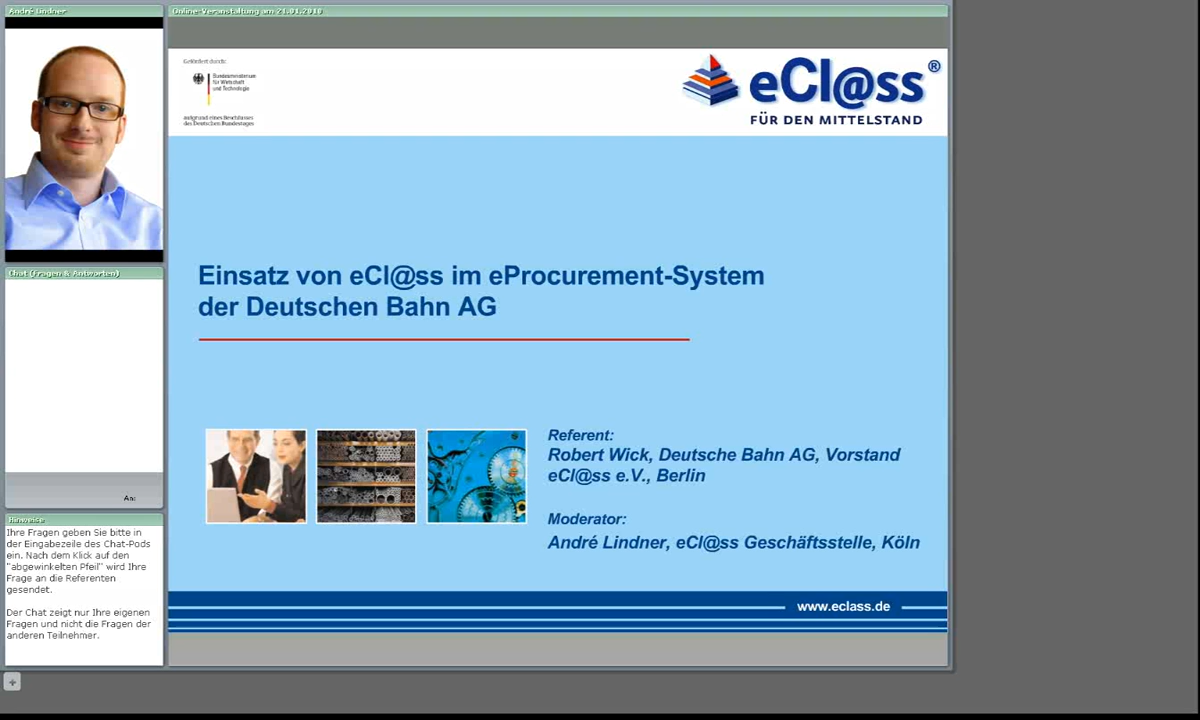 André Lindner
Online-Veranstaltung am 21.01.2010
Gefördert durch:
Bundesministerium
für Wirtschaft
und Technologie
aufgrund eines Beschlusses
des Deutschen Bundestages
eCl@ss®
FÜR DEN MITTELSTAND
Einsatz von eCl@ss im eProcurement-System
der Deutschen Bahn AG
Referent:
Robert Wick, Deutsche Bahn AG, Vorstand
eCl@ss e.V., Berlin
Moderator:
André Lindner, eCl@ss Geschäftsstelle, Köln
www.eclass.de
Chat (Fragen & Antworten)
An:
Hinweise
Ihre Fragen geben Sie bitte in
der Eingabezeile des Chat-Pods
ein. Nach dem Klick auf den
"abgewinkelten Pfeil" wird Ihre
Frage an die Referenten
gesendet.
Der Chat zeigt nur Ihre eigenen
Fragen und nicht die Fragen der
anderen Teilnehmer.